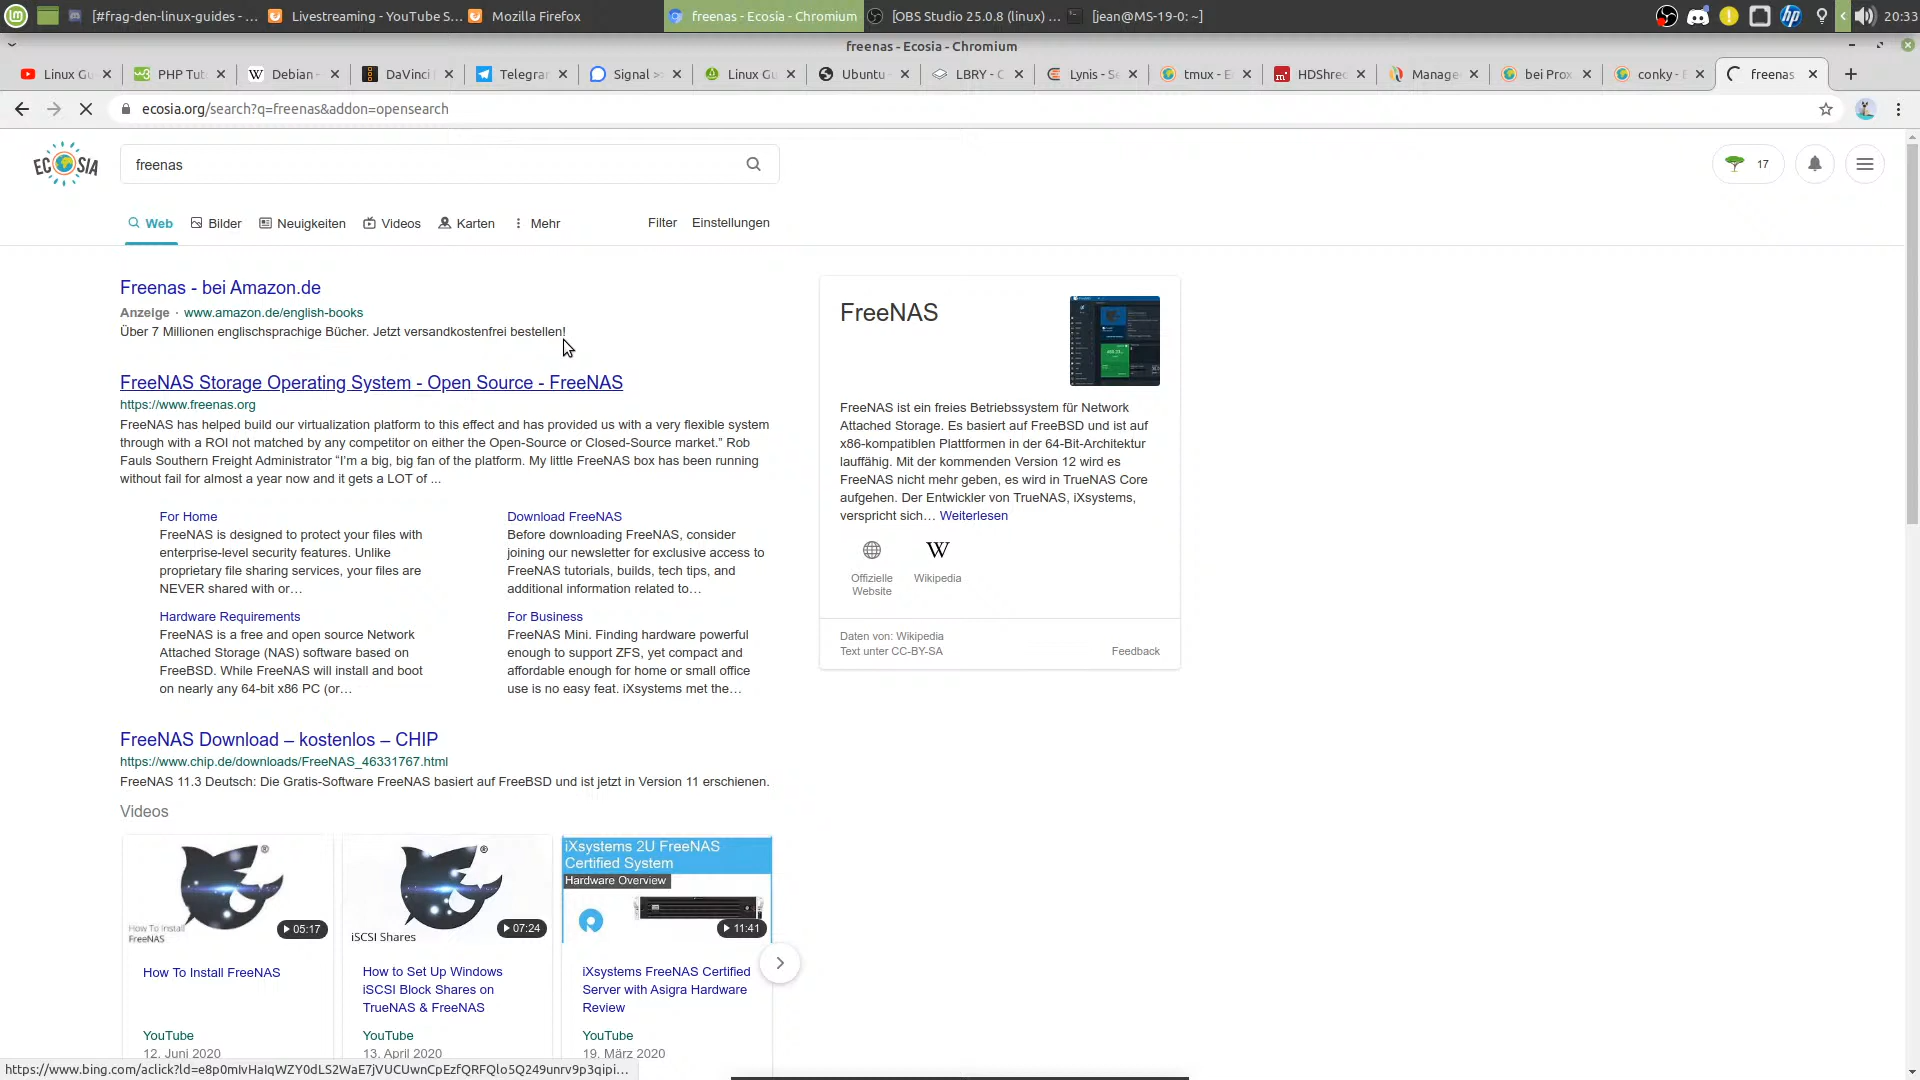 [#frag-den-linux-guides - ...
Livestreaming - YouTube S...
Mozilla Firefox
freenas - Ecosia - Chromium
[OBS Studio 25.0.8 (linux) ...
[jean@MS-19-0: ~]
20:33
freenas - Ecosia - Chromium
Linux Gu
PHP Tut
Debian
DaVinci
Telegra
Signal >
Linux Gu
Ubuntu
LBRY - C
Lynis - Se
tmux - E
HDShre
Manage
bei Prox
conky -
freenas
ecosia.org/search?q=freenas&addon=opensearch
ECOSIA
freenas
17
Web
Bilder
Neuigkeiten
Videos
Karten
Mehr
Filter
Einstellungen
Freenas - bei Amazon.de
Anzeige · www.amazon.de/english-books
Über 7 Millionen englischsprachige Bücher. Jetzt versandkostenfrei bestellen!
FreeNAS Storage Operating System - Open Source - FreeNAS
https://www.freenas.org
FreeNAS has helped build our virtualization platform to this effect and has provided us with a very flexible system
through with a ROI not matched by any competitor on either the Open-Source or Closed-Source market.” Rob
Fauls Southern Freight Administrator “I’m a big, big fan of the platform. My little FreeNAS box has been running
without fail for almost a year now and it gets a LOT of ...
For Home
FreeNAS is designed to protect your files with
enterprise-level security features. Unlike
proprietary file sharing services, your files are
NEVER shared with or…
Download FreeNAS
Before downloading FreeNAS, consider
joining our newsletter for exclusive access to
FreeNAS tutorials, builds, tech tips, and
additional information related to…
Hardware Requirements
FreeNAS is a free and open source Network
Attached Storage (NAS) software based on
FreeBSD. While FreeNAS will install and boot
on nearly any 64-bit x86 PC (or…
For Business
FreeNAS Mini. Finding hardware powerful
enough to support ZFS, yet compact and
affordable enough for home or small office
use is no easy feat. iXsystems met the…
FreeNAS Download – kostenlos – CHIP
https://www.chip.de/downloads/FreeNAS_46331767.html
FreeNAS 11.3 Deutsch: Die Gratis-Software FreeNAS basiert auf FreeBSD und ist jetzt in Version 11 erschienen.
Videos
How To Install
FreeNAS
05:17
How To Install FreeNAS
YouTube
12. Juni 2020
iSCSI Shares
07:24
How to Set Up Windows
iSCSI Block Shares on
TrueNAS & FreeNAS
YouTube
13. April 2020
iXsystems 2U FreeNAS
Certified System
Hardware Overview
11:41
iXsystems FreeNAS Certified
Server with Asigra Hardware
Review
YouTube
19. März 2020
FreeNAS
FreeNAS ist ein freies Betriebssystem für Network
Attached Storage. Es basiert auf FreeBSD und ist auf
x86-kompatiblen Plattformen in der 64-Bit-Architektur
lauffähig. Mit der kommenden Version 12 wird es
FreeNAS nicht mehr geben, es wird in TrueNAS Core
aufgehen. Der Entwickler von TrueNAS, iXsystems,
verspricht sich… Weiterlesen
W
Offizielle
Website
Wikipedia
Daten von: Wikipedia
Text unter CC-BY-SA
Feedback